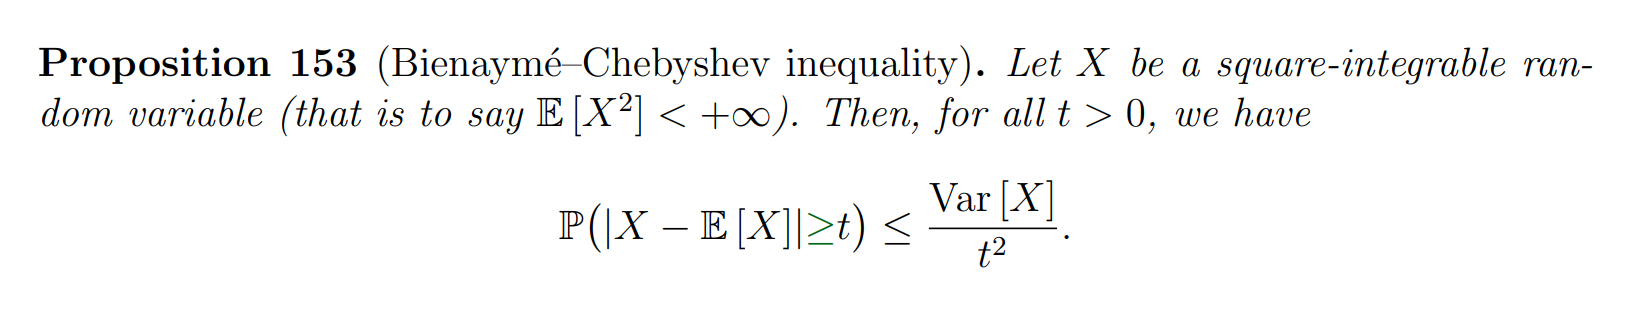 Proposition 153 (Bienaymé–Chebyshev inequality). Let X be a square-integrable ran-
dom variable (that is to say 𝔼[X²] < +∞). Then, for all t > 0, we have
ℙ(|X − 𝔼[X]|≥t) ≤ Var[X]/t².